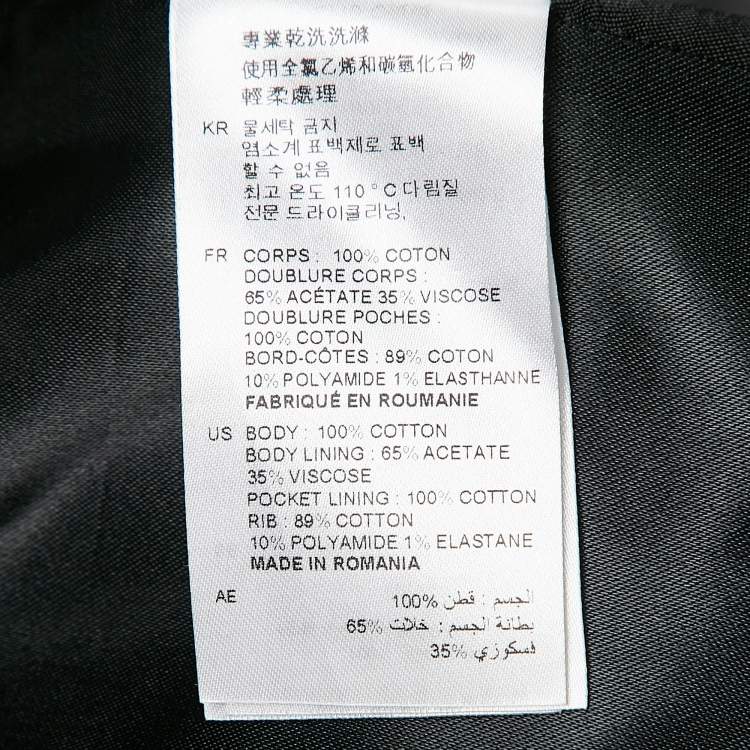 專業乾洗洗滌
使用全氯乙烯和碳氫化合物
輕柔處理
KR 물세탁 금지
염소계 표백제로 표백
할 수 없음
최고 온도 110 ° C 다림질
전문 드라이클리닝,
FR CORPS : 100% COTON
DOUBLURE CORPS :
65% ACÉTATE 35% VISCOSE
DOUBLURE POCHES :
100% COTON
BORD-CÔTES : 89% COTON
10% POLYAMIDE 1% ELASTHANNE
FABRIQUÉ EN ROUMANIE
US BODY : 100% COTTON
BODY LINING : 65% ACETATE
35% VISCOSE
POCKET LINING : 100% COTTON
RIB : 89% COTTON
10% POLYAMIDE 1% ELASTANE
MADE IN ROMANIA
AE الجسم : قطن 100%
بطانة الجسم : خلات 65%
فسكوزي 35%